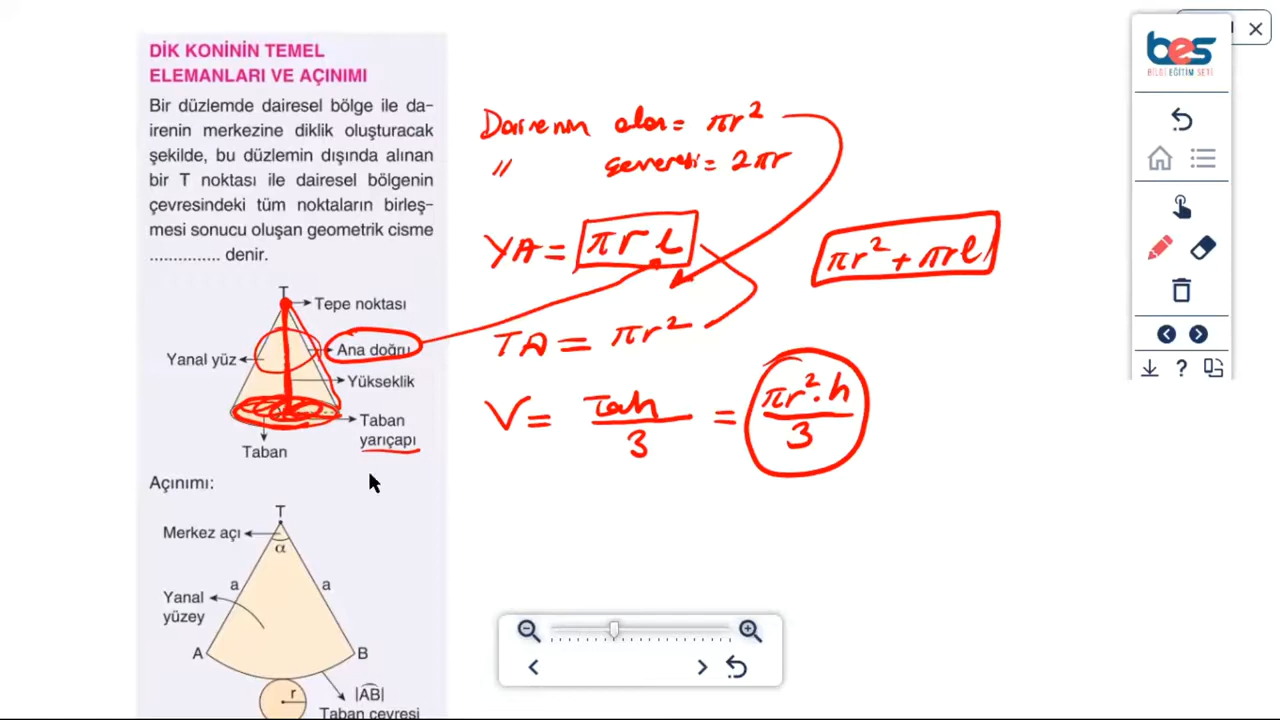 DİK KONİNİN TEMEL
ELEMANLARI VE AÇINIMI
Bir düzlemde dairesel bölge ile da-
irenin merkezine diklik oluşturacak
şekilde, bu düzlemin dışında alınan
bir T noktası ile dairesel bölgenin
çevresindeki tüm noktaların birleş-
mesi sonucu oluşan geometrik cisme
.............. denir.
T
Tepe noktası
Yanal yüz
Ana doğru
Yükseklik
Taban
yarıçapı
Taban
Açınımı:
T
Merkez açı
α
a
a
Yanal
yüzey
A
B
r
|AB|
Taban çevresi
Dairenin alan = πr²
" çevresi = 2πr
YA = πrl
πr² + πrl
TA = πr²
V = Tah/3 = πr².h/3
bes
BİLGİ EĞİTİM SETİ
?